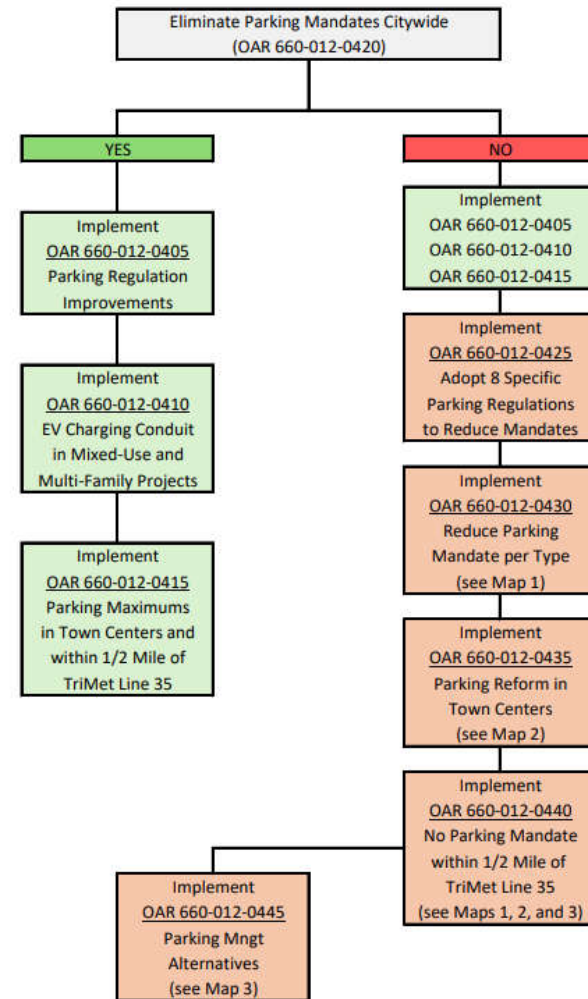 Eliminate Parking Mandates Citywide
(OAR 660-012-0420)
YES
Implement
OAR 660-012-0405
Parking Regulation
Improvements
Implement
OAR 660-012-0410
EV Charging Conduit
in Mixed-Use and
Multi-Family Projects
Implement
OAR 660-012-0415
Parking Maximums
in Town Centers and
within 1/2 Mile of
TriMet Line 35
NO
Implement
OAR 660-012-0405
OAR 660-012-0410
OAR 660-012-0415
Implement
OAR 660-012-0425
Adopt 8 Specific
Parking Regulations
to Reduce Mandates
Implement
OAR 660-012-0430
Reduce Parking
Mandate per Type
(see Map 1)
Implement
OAR 660-012-0435
Parking Reform in
Town Centers
(see Map 2)
Implement
OAR 660-012-0440
No Parking Mandate
within 1/2 Mile of
TriMet Line 35
(see Maps 1, 2, and 3)
Implement
OAR 660-012-0445
Parking Mngt
Alternatives
(see Map 3)